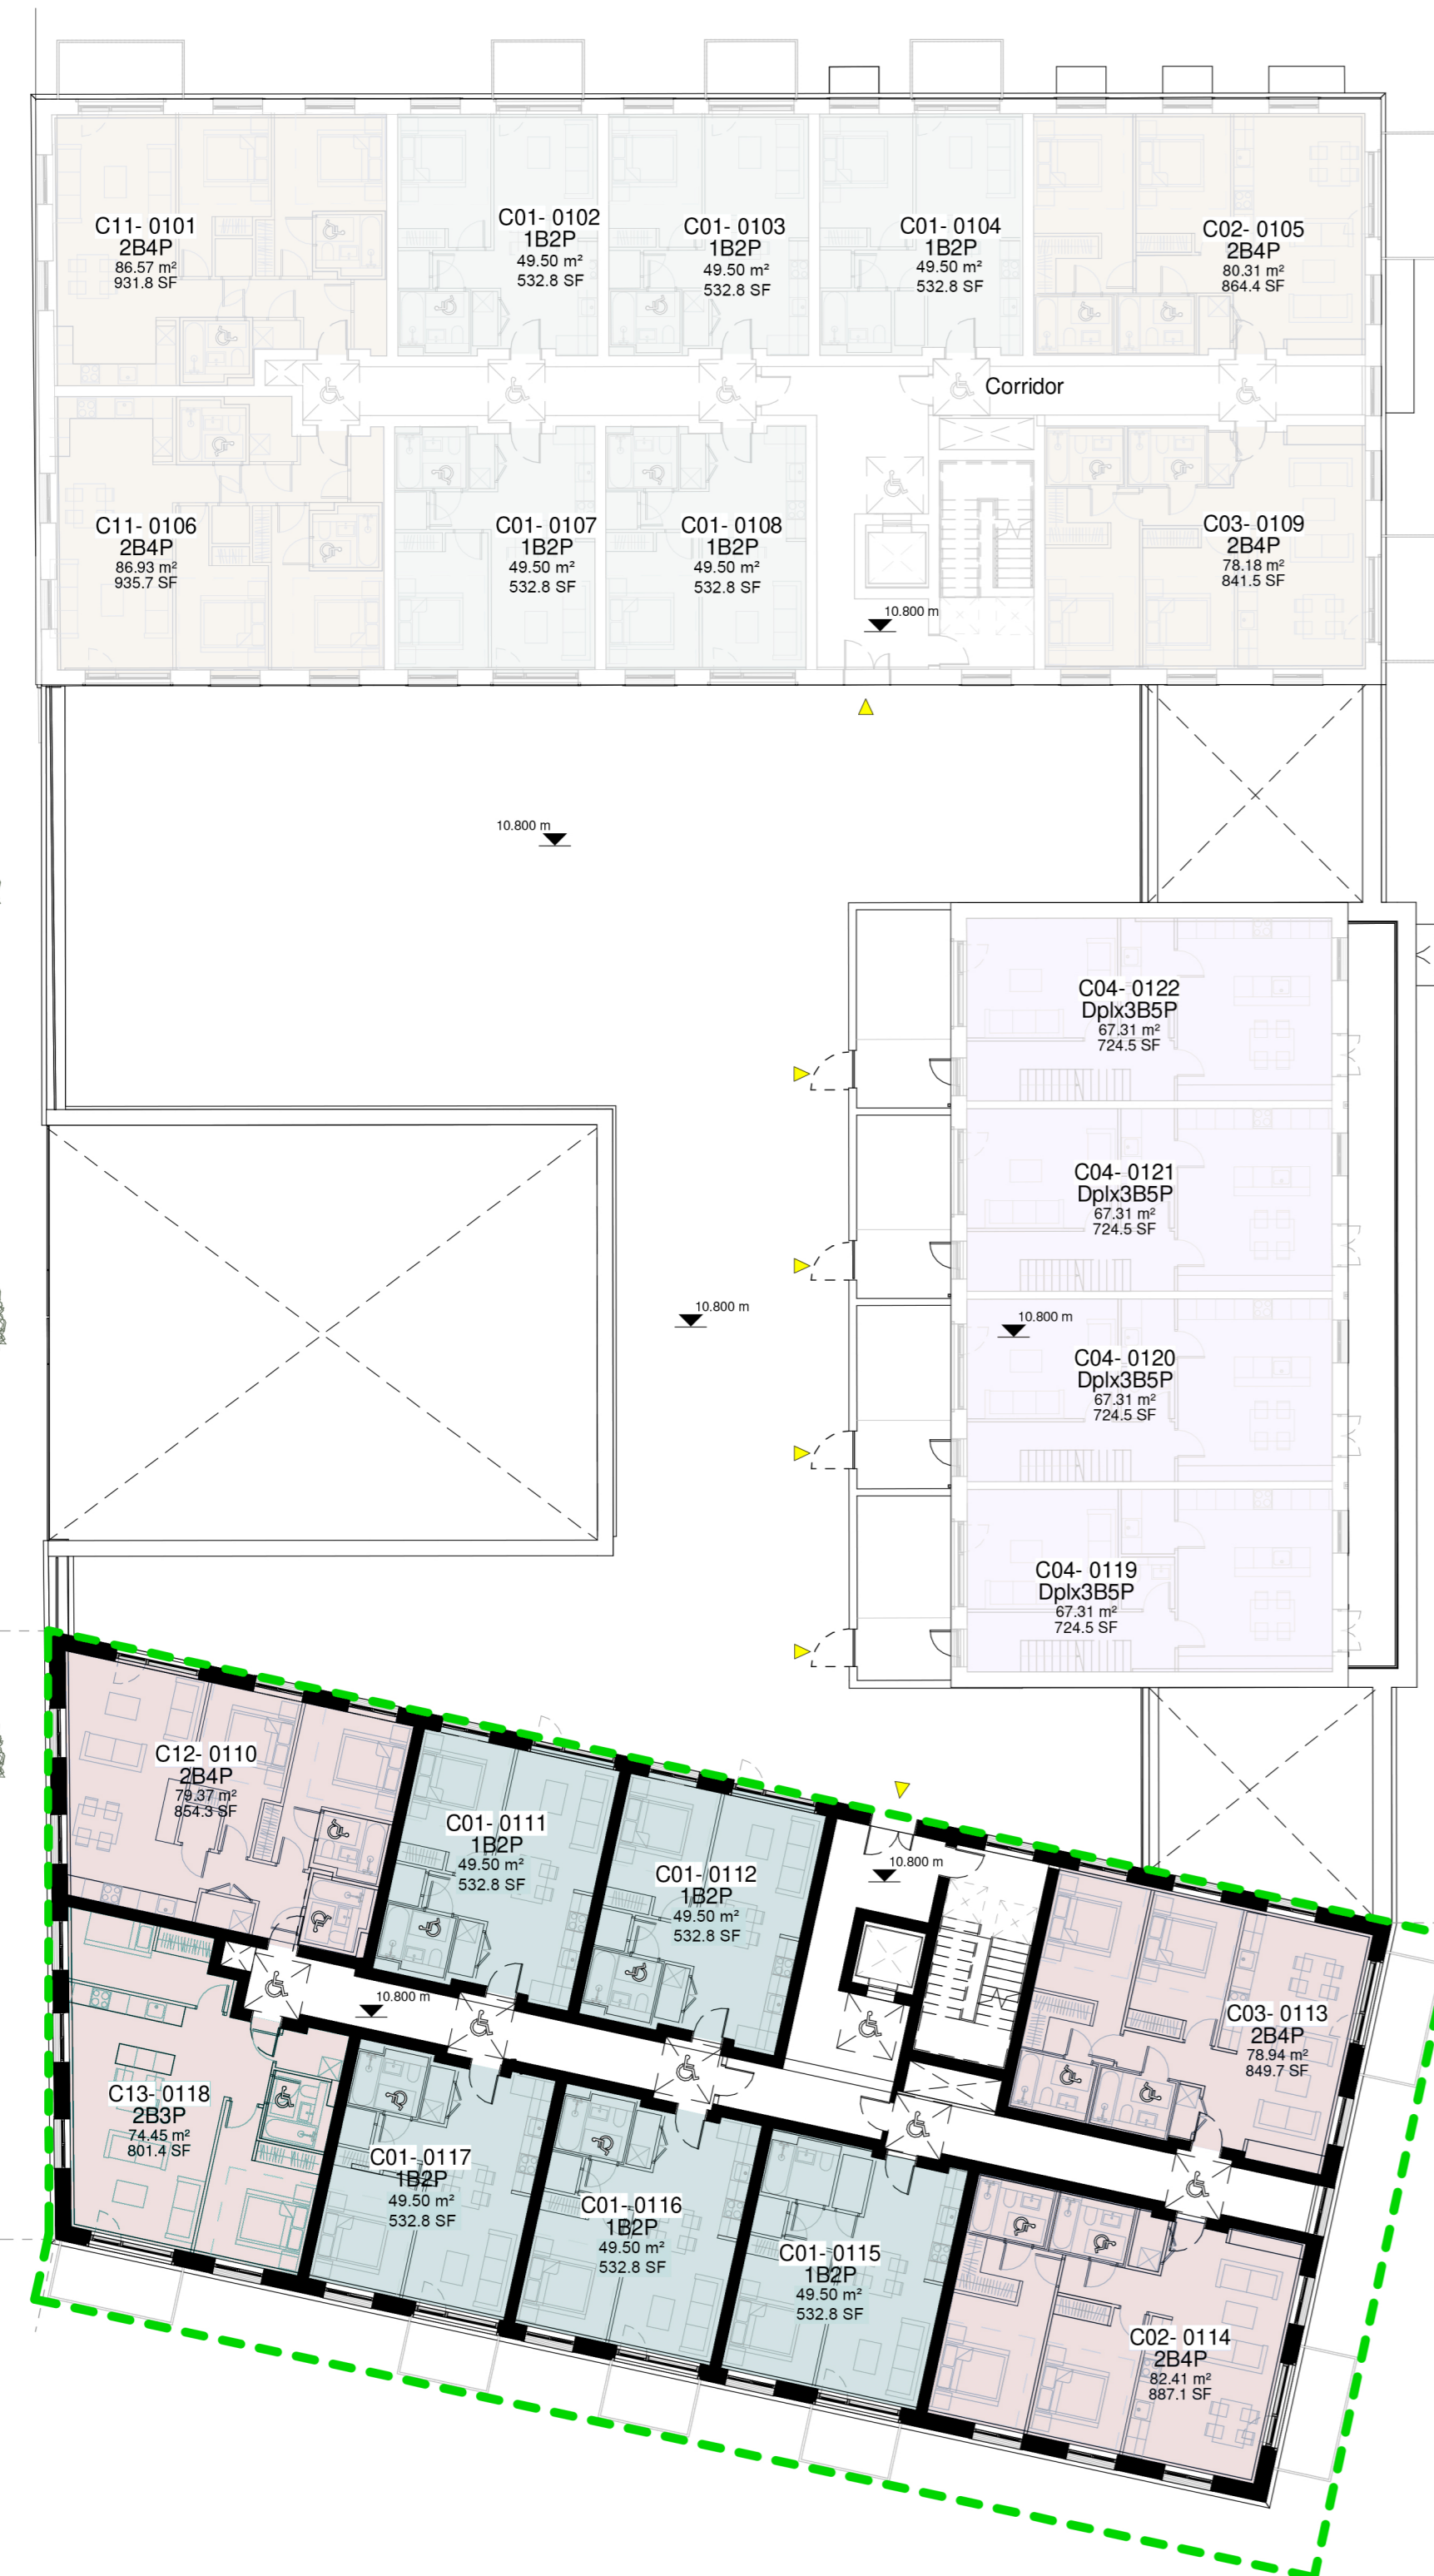 C11- 0101
2B4P
86.57 m²
931.8 SF
C01- 0102
1B2P
49.50 m²
532.8 SF
C01- 0103
1B2P
49.50 m²
532.8 SF
C01- 0104
1B2P
49.50 m²
532.8 SF
C02- 0105
2B4P
80.31 m²
864.4 SF
Corridor
C11- 0106
2B4P
86.93 m²
935.7 SF
C01- 0107
1B2P
49.50 m²
532.8 SF
C01- 0108
1B2P
49.50 m²
532.8 SF
C03- 0109
2B4P
78.18 m²
841.5 SF
10.800 m
10.800 m
C04- 0122
Dplx3B5P
67.31 m²
724.5 SF
C04- 0121
Dplx3B5P
67.31 m²
724.5 SF
10.800 m
10.800 m
C04- 0120
Dplx3B5P
67.31 m²
724.5 SF
C04- 0119
Dplx3B5P
67.31 m²
724.5 SF
C12- 0110
2B4P
79.37 m²
854.3 SF
C01- 0111
1B2P
49.50 m²
532.8 SF
C01- 0112
1B2P
49.50 m²
532.8 SF
10.800 m
10.800 m
C03- 0113
2B4P
78.94 m²
849.7 SF
C13- 0118
2B3P
74.45 m²
801.4 SF
C01- 0117
1B2P
49.50 m²
532.8 SF
C01- 0116
1B2P
49.50 m²
532.8 SF
C01- 0115
1B2P
49.50 m²
532.8 SF
C02- 0114
2B4P
82.41 m²
887.1 SF